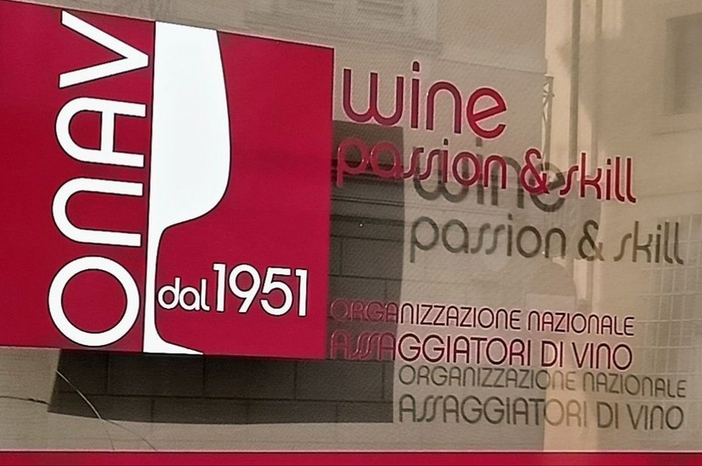 ONAV
dal 1951
wine
passion & skill
wine
passion & skill
ORGANIZZAZIONE NAZIONALE
ASSAGGIATORI DI VINO
ORGANIZZAZIONE NAZIONALE
ASSAGGIATORI DI VINO